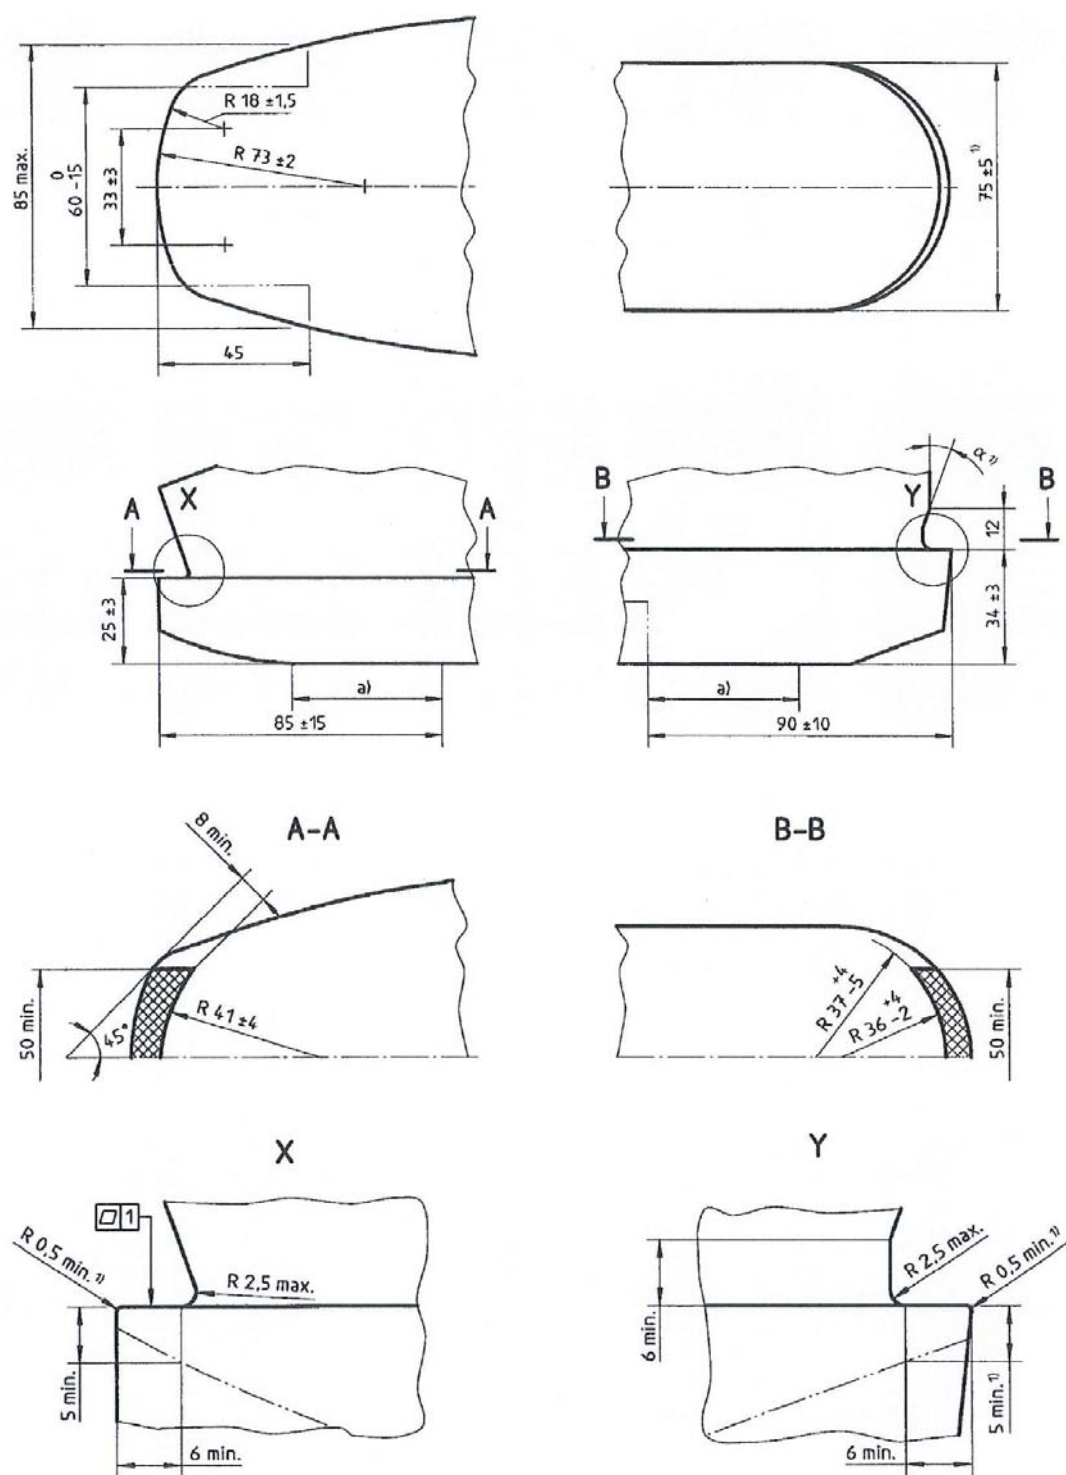 85 max.
0
60 -15
33 ±3
R 18 ±1,5
R 73 ±2
45
75 ±5 1)
A
X
A
25 ±3
a)
85 ±15
B
Y
α 1)
B
12
34 ±3
a)
90 ±10
A-A
8 min.
50 min.
45°
R 41 ±4
B-B
+4
R 37 -5
+4
R 36 -2
50 min.
X
1
R 0,5 min. 1)
R 2,5 max.
5 min.
6 min.
Y
R 2,5 max.
R 0,5 min. 1)
6 min.
5 min. 1)
6 min.